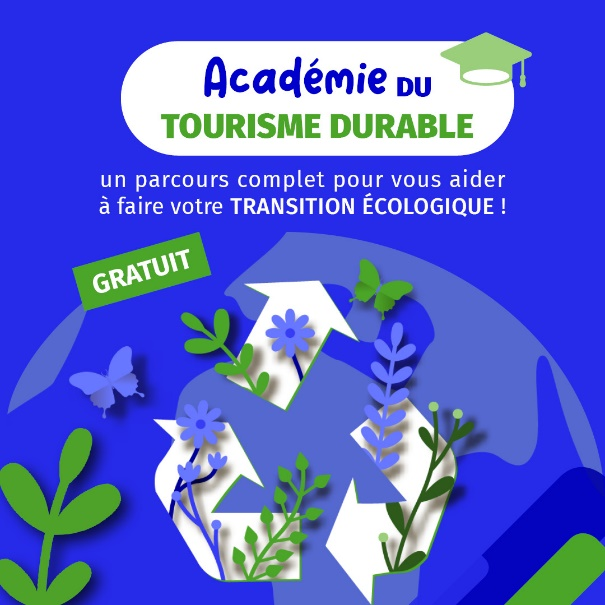 Académie DU
TOURISME DURABLE
un parcours complet pour vous aider
à faire votre TRANSITION ÉCOLOGIQUE !
GRATUIT